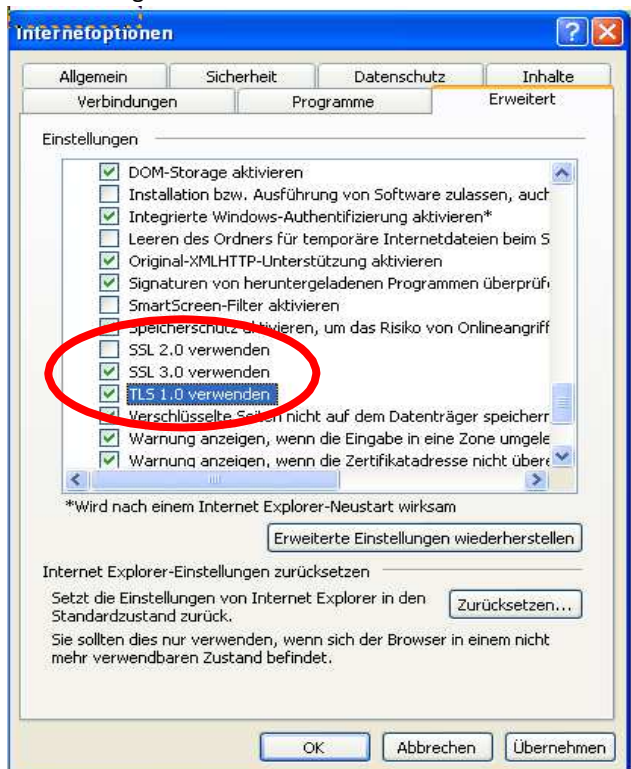 Internetoptionen
Allgemein Sicherheit Datenschutz Inhalte
Verbindungen Programme Erweitert
Einstellungen
DOM-Storage aktivieren
Installation bzw. Ausführung von Software zulassen, auch
Integrierte Windows-Authentifizierung aktivieren*
Leeren des Ordners für temporäre Internetdateien beim S
Original-XMLHTTP-Unterstützung aktivieren
Signaturen von heruntergeladenen Programmen überprüf
SmartScreen-Filter aktivieren
Speicherschutz aktivieren, um das Risiko von Onlineangriff
SSL 2.0 verwenden
SSL 3.0 verwenden
TLS 1.0 verwenden
Verschlüsselte Seiten nicht auf dem Datenträger speichern
Warnung anzeigen, wenn die Eingabe in eine Zone umgele
Warnung anzeigen, wenn die Zertifikatadresse nicht übere
*Wird nach einem Internet Explorer-Neustart wirksam
Erweiterte Einstellungen wiederherstellen
Internet Explorer-Einstellungen zurücksetzen
Setzt die Einstellungen von Internet Explorer in den
Standardzustand zurück.
Zurücksetzen...
Sie sollten dies nur verwenden, wenn sich der Browser in einem nicht
mehr verwendbaren Zustand befindet.
OK Abbrechen Übernehmen